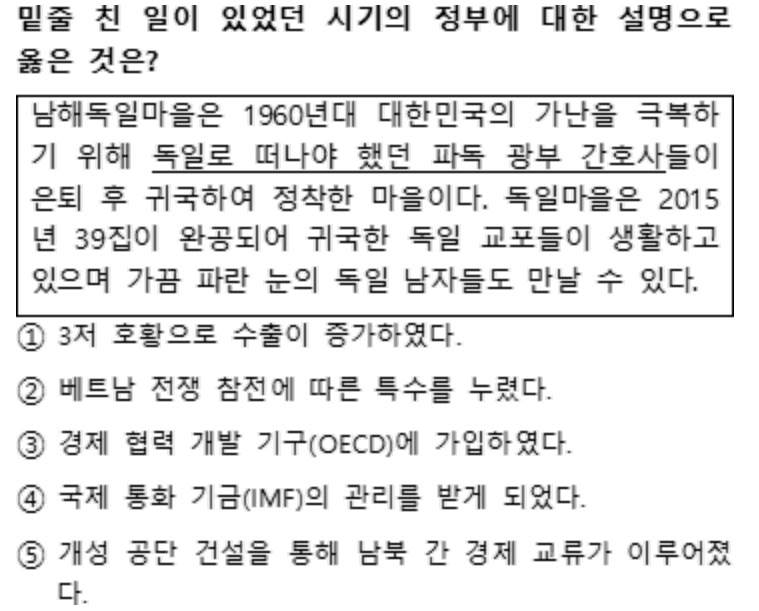 밑줄 친 일이 있었던 시기의 정부에 대한 설명으로
옳은 것은?
남해독일마을은 1960년대 대한민국의 가난을 극복하
기 위해 독일로 떠나야 했던 파독 광부 간호사들이
은퇴 후 귀국하여 정착한 마을이다. 독일마을은 2015
년 39집이 완공되어 귀국한 독일 교포들이 생활하고
있으며 가끔 파란 눈의 독일 남자들도 만날 수 있다.
① 3저 호황으로 수출이 증가하였다.
② 베트남 전쟁 참전에 따른 특수를 누렸다.
③ 경제 협력 개발 기구(OECD)에 가입하였다.
④ 국제 통화 기금(IMF)의 관리를 받게 되었다.
⑤ 개성 공단 건설을 통해 남북 간 경제 교류가 이루어졌
다.